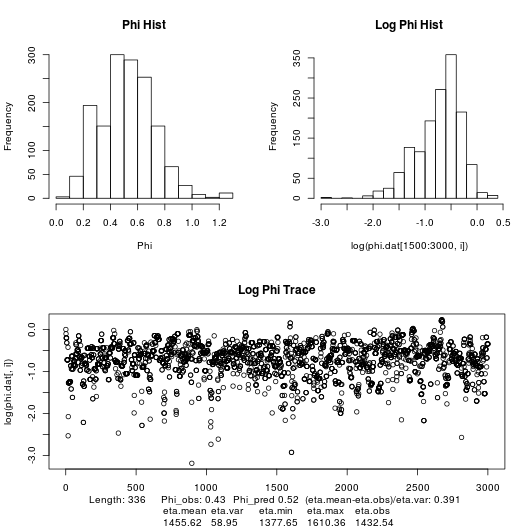 Phi Hist
Log Phi Hist
Frequency
0 50 100 200 300
0.0 0.2 0.4 0.6 0.8 1.0 1.2
Phi
Frequency
0 50 150 250 350
-3.0 -2.0 -1.0 0.0 0.5
log(phi.dat[1500:3000, i])
Log Phi Trace
log(phi.dat[, i])
0.0 -1.0 -2.0 -3.0
0 500 1000 1500 2000 2500 3000
Length: 336 Phi_obs: 0.43 Phi_pred 0.52 (eta.mean-eta.obs)/eta.var: 0.391
eta.mean eta.var eta.min eta.max eta.obs
1455.62 58.95 1377.65 1610.36 1432.54